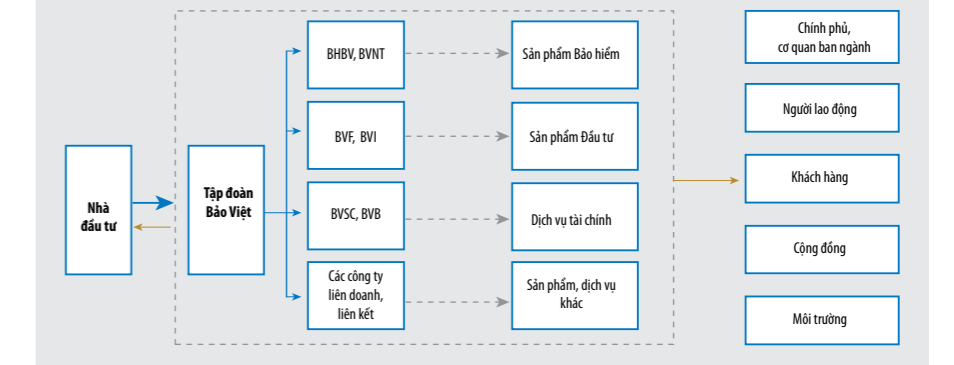 Nhà
đầu tư
Tập đoàn
Bảo Việt
BHBV, BVNT
Sản phẩm Bảo hiểm
BVF, BVI
Sản phẩm Đầu tư
BVSC, BVB
Dịch vụ tài chính
Các công ty
liên doanh,
liên kết
Sản phẩm, dịch vụ
khác
Chính phủ,
cơ quan ban ngành
Người lao động
Khách hàng
Cộng đồng
Môi trường